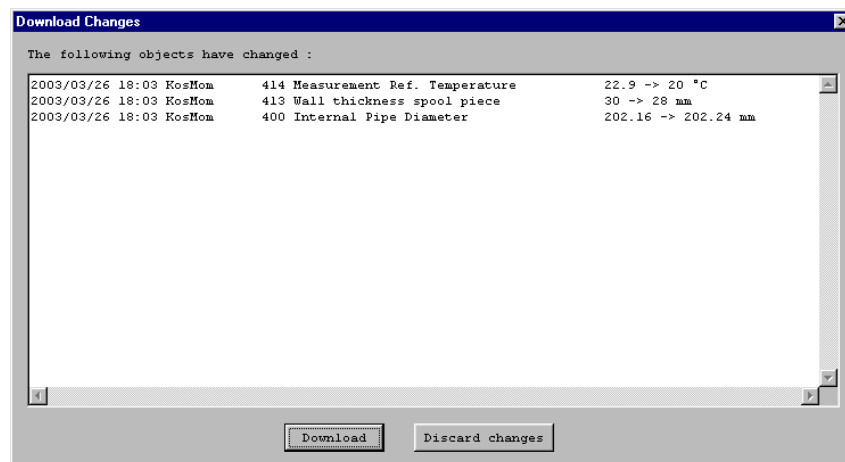 Download Changes
The following objects have changed :
2003/03/26 18:03 KosMom 414 Measurement Ref. Temperature 22.9 -> 20 °C
2003/03/26 18:03 KosMom 413 Wall thickness spool piece 30 -> 28 mm
2003/03/26 18:03 KosMom 400 Internal Pipe Diameter 202.16 -> 202.24 mm
Download Discard changes